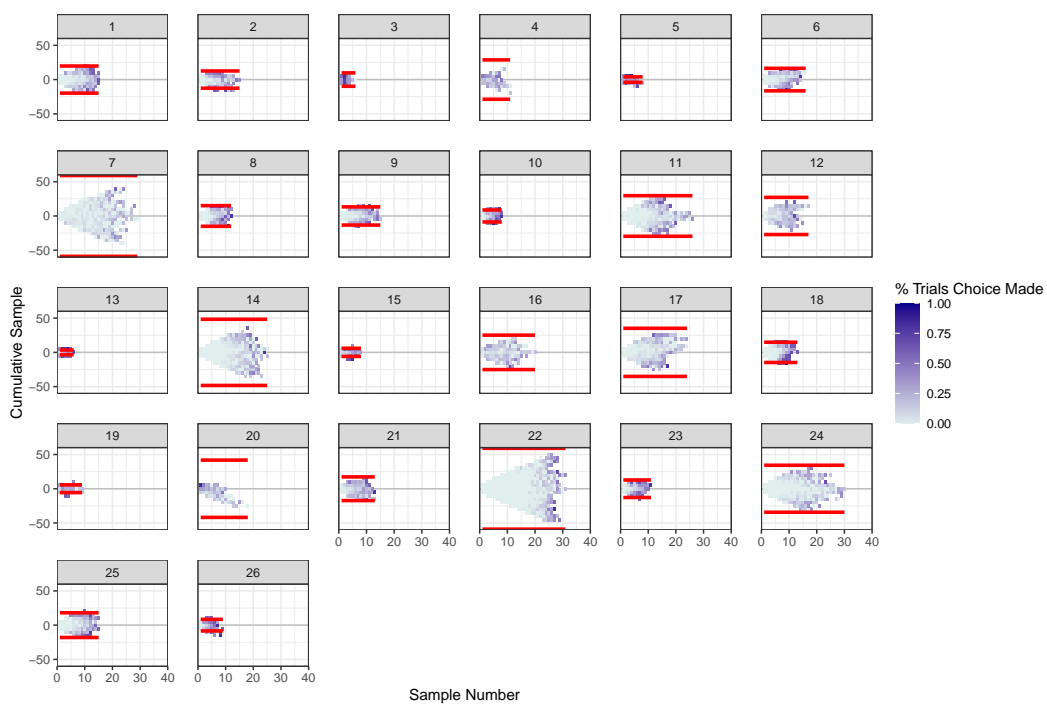 1 2 3 4 5 6
50
0
−50
7 8 9 10 11 12
50
0
−50
13 14 15 16 17 18
50
0
−50
19 20 21 22 23 24
50
0
−50
0 10 20 30 40 0 10 20 30 40 0 10 20 30 40 0 10 20 30 40
25 26
50
0
−50
0 10 20 30 40 0 10 20 30 40
Sample Number
Cumulative Sample
% Trials Choice Made
1.00
0.75
0.50
0.25
0.00